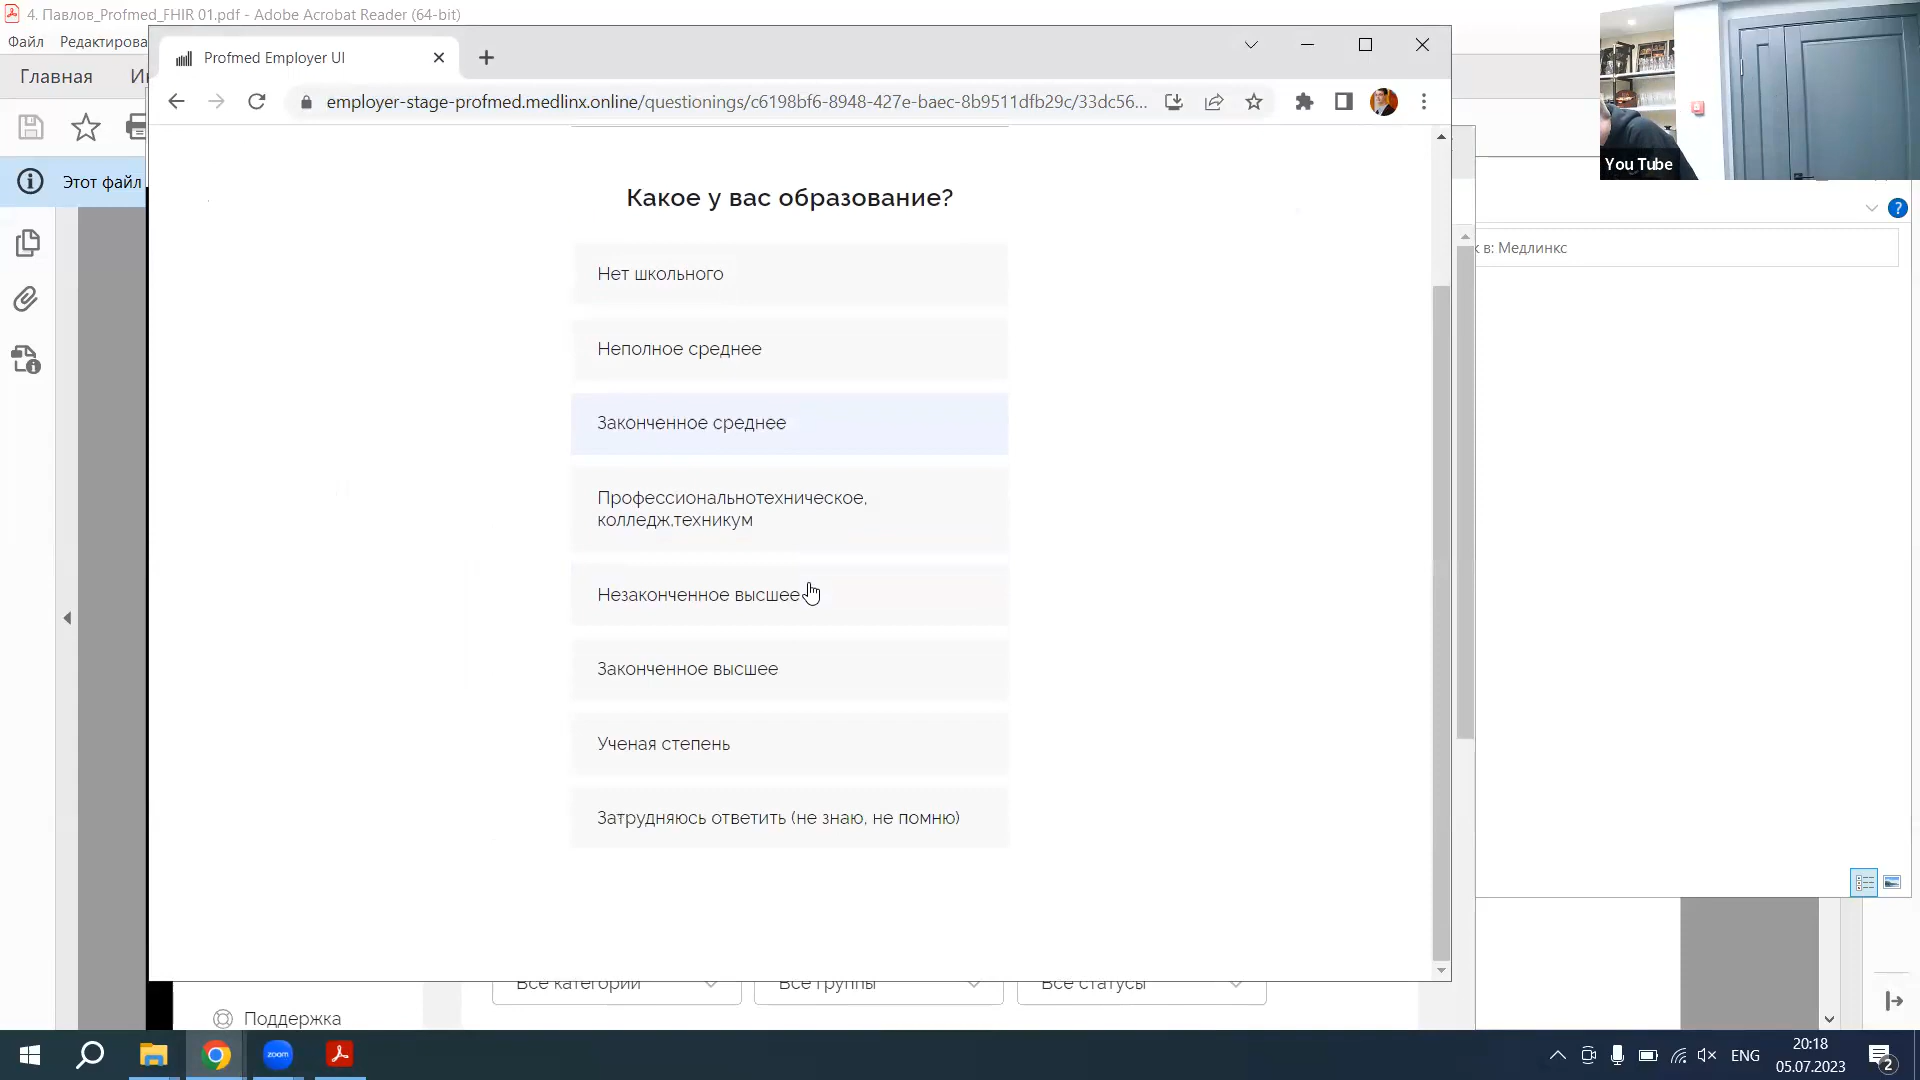 4. Павлов_Profmed_FHIR 01.pdf - Adobe Acrobat Reader (64-bit)
Файл Редактирова
Profmed Employer UI
Главная
employer-stage-profmed.medlinx.online/questionings/c6198bf6-8948-427e-baec-8b9511dfb29c/33dc56...
You Tube
Этот файл
Какое у вас образование?
к в: Медлинкс
Нет школьного
Неполное среднее
Законченное среднее
Профессиональнотехническое,
колледж,техникум
Незаконченное высшее
Законченное высшее
Ученая степень
Затрудняюсь ответить (не знаю, не помню)
Все категории Все группы Все статусы
Поддержка
zoom
ENG
20:18
05.07.2023
2